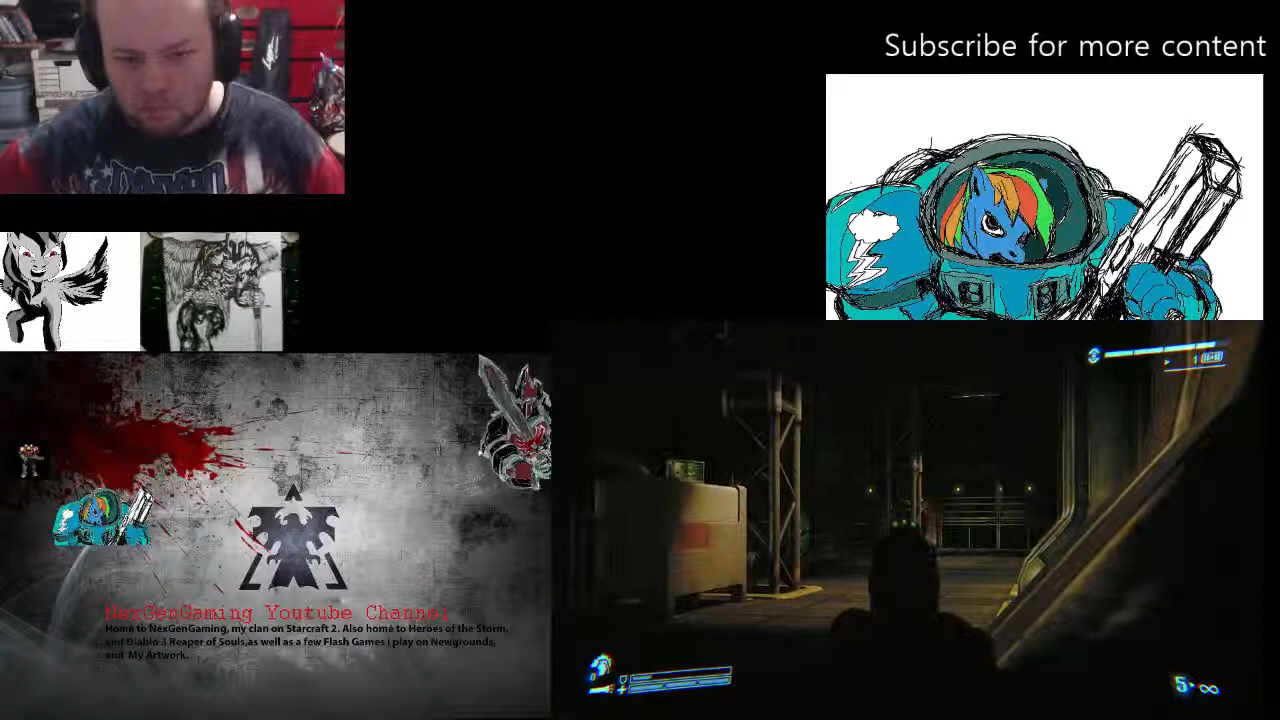 Subscribe for more content
NexGenGaming Youtube Channel
Home to NexGenGaming, my clan on Starcraft 2. Also home to Heroes of the Storm,
and Diablo 3 Reaper of Souls,as well as a few Flash Games i play on Newgrounds,
and My Artwork.
1
5 ∞